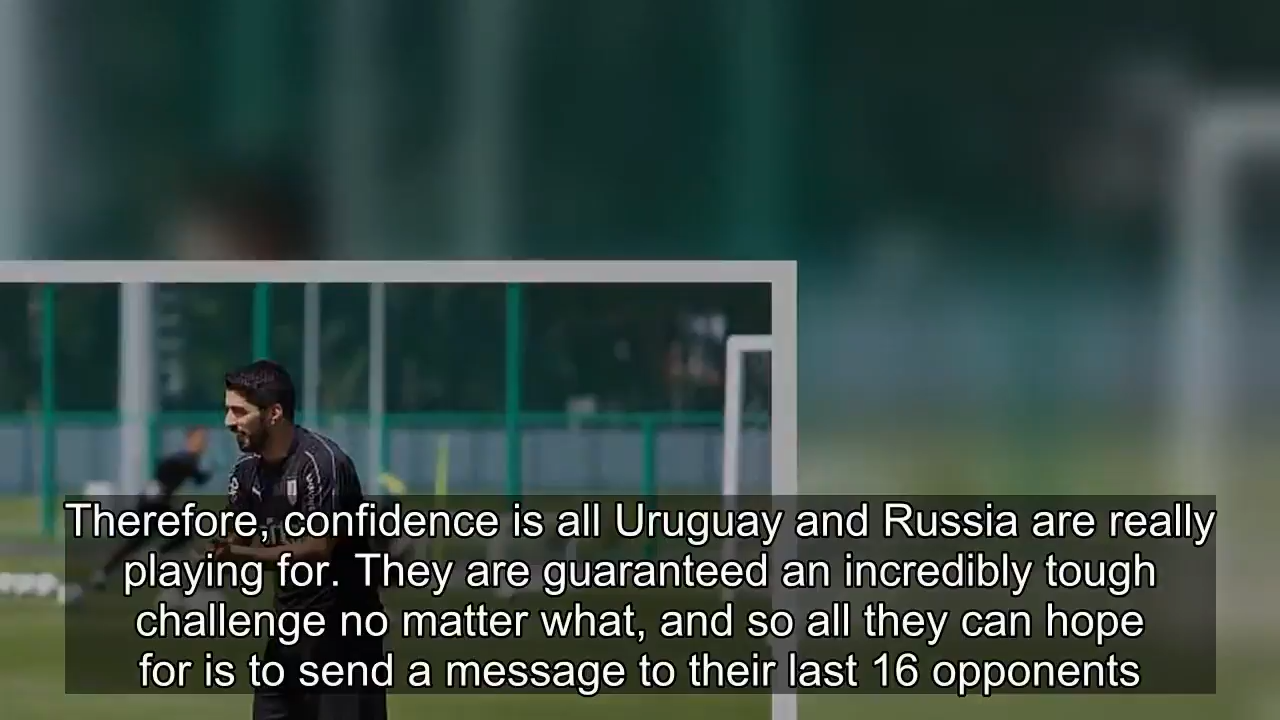 Therefore, confidence is all Uruguay and Russia are really
playing for. They are guaranteed an incredibly tough
challenge no matter what, and so all they can hope
for is to send a message to their last 16 opponents